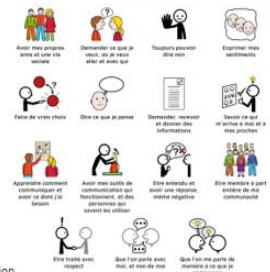 Avoir mes propres
amis et une vie
sociale
Demander ce que je
veux, où je veux
aller et avec qui
Toujours pouvoir
dire non
Exprimer mes
sentiments
Faire de vrais choix
Dire ce que je pense
Demander, recevoir
et donner des
informations
Savoir ce qui
m'arrive à moi et à
mes proches
Apprendre comment
communiquer et
avoir ce dont j'ai
besoin
Avoir mes outils de
communication qui
fonctionnent, et des
personnes qui
savent les utiliser
Etre entendu et
avoir une réponse,
même négative
Etre membre à part
entière de ma
communauté
Etre traité avec
respect
Que l'on parle avec
moi, et non de moi
Que l'on me parle de
manière à ce que je